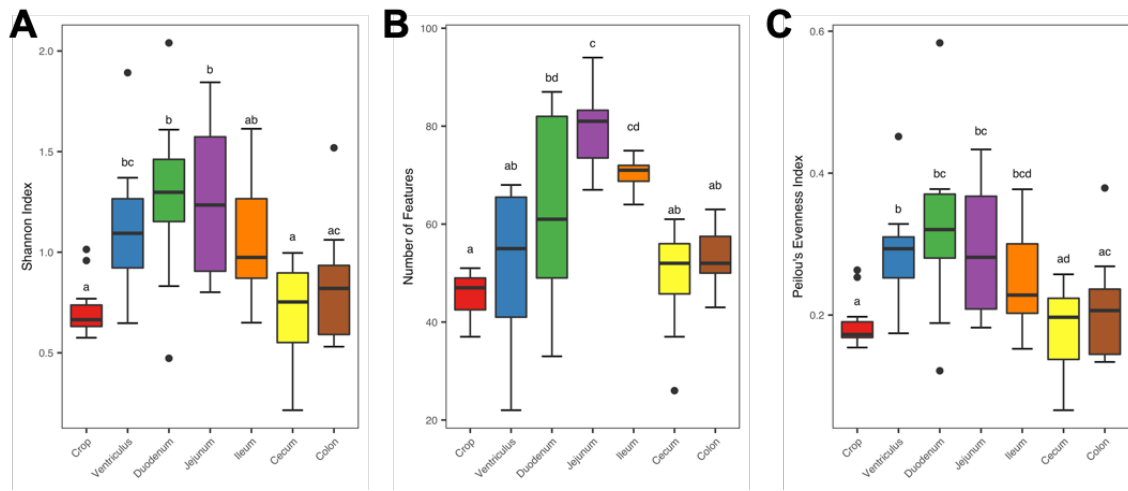 A
Shannon Index
2.0
1.5
1.0
0.5
a
bc
b
b
ab
a
ac
Crop
Ventriculus
Duodenum
Jejunum
Ileum
Cecum
Colon
B
Number of Features
100
80
60
40
20
a
ab
bd
c
cd
ab
ab
Crop
Ventriculus
Duodenum
Jejunum
Ileum
Cecum
Colon
C
Peilou's Evenness Index
0.6
0.4
0.2
a
b
bc
bc
bcd
ad
ac
Crop
Ventriculus
Duodenum
Jejunum
Ileum
Cecum
Colon